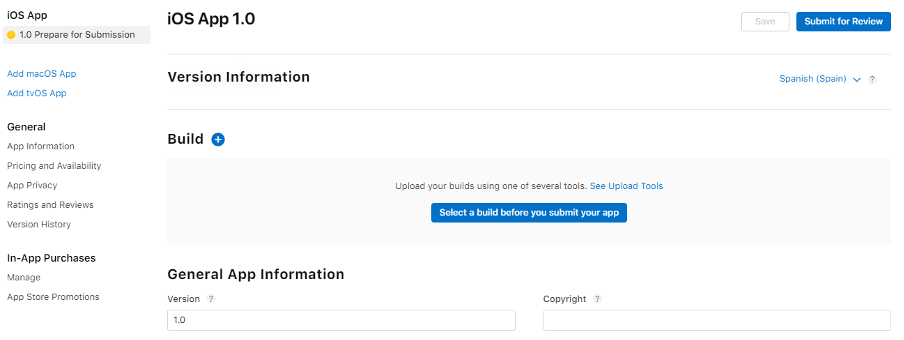 iOS App
1.0 Prepare for Submission
Add macOS App
Add tvOS App
General
App Information
Pricing and Availability
App Privacy
Ratings and Reviews
Version History
In-App Purchases
Manage
App Store Promotions
iOS App 1.0
Save
Submit for Review
Version Information
Spanish (Spain)
?
Build
Upload your builds using one of several tools. See Upload Tools
Select a build before you submit your app
General App Information
Version ?
1.0
Copyright ?